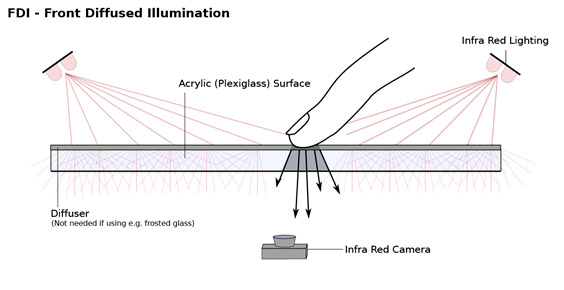 FDI - Front Diffused Illumination
Infra Red Lighting
Acrylic (Plexiglass) Surface
Diffuser
(Not needed if using e.g. frosted glass)
Infra Red Camera